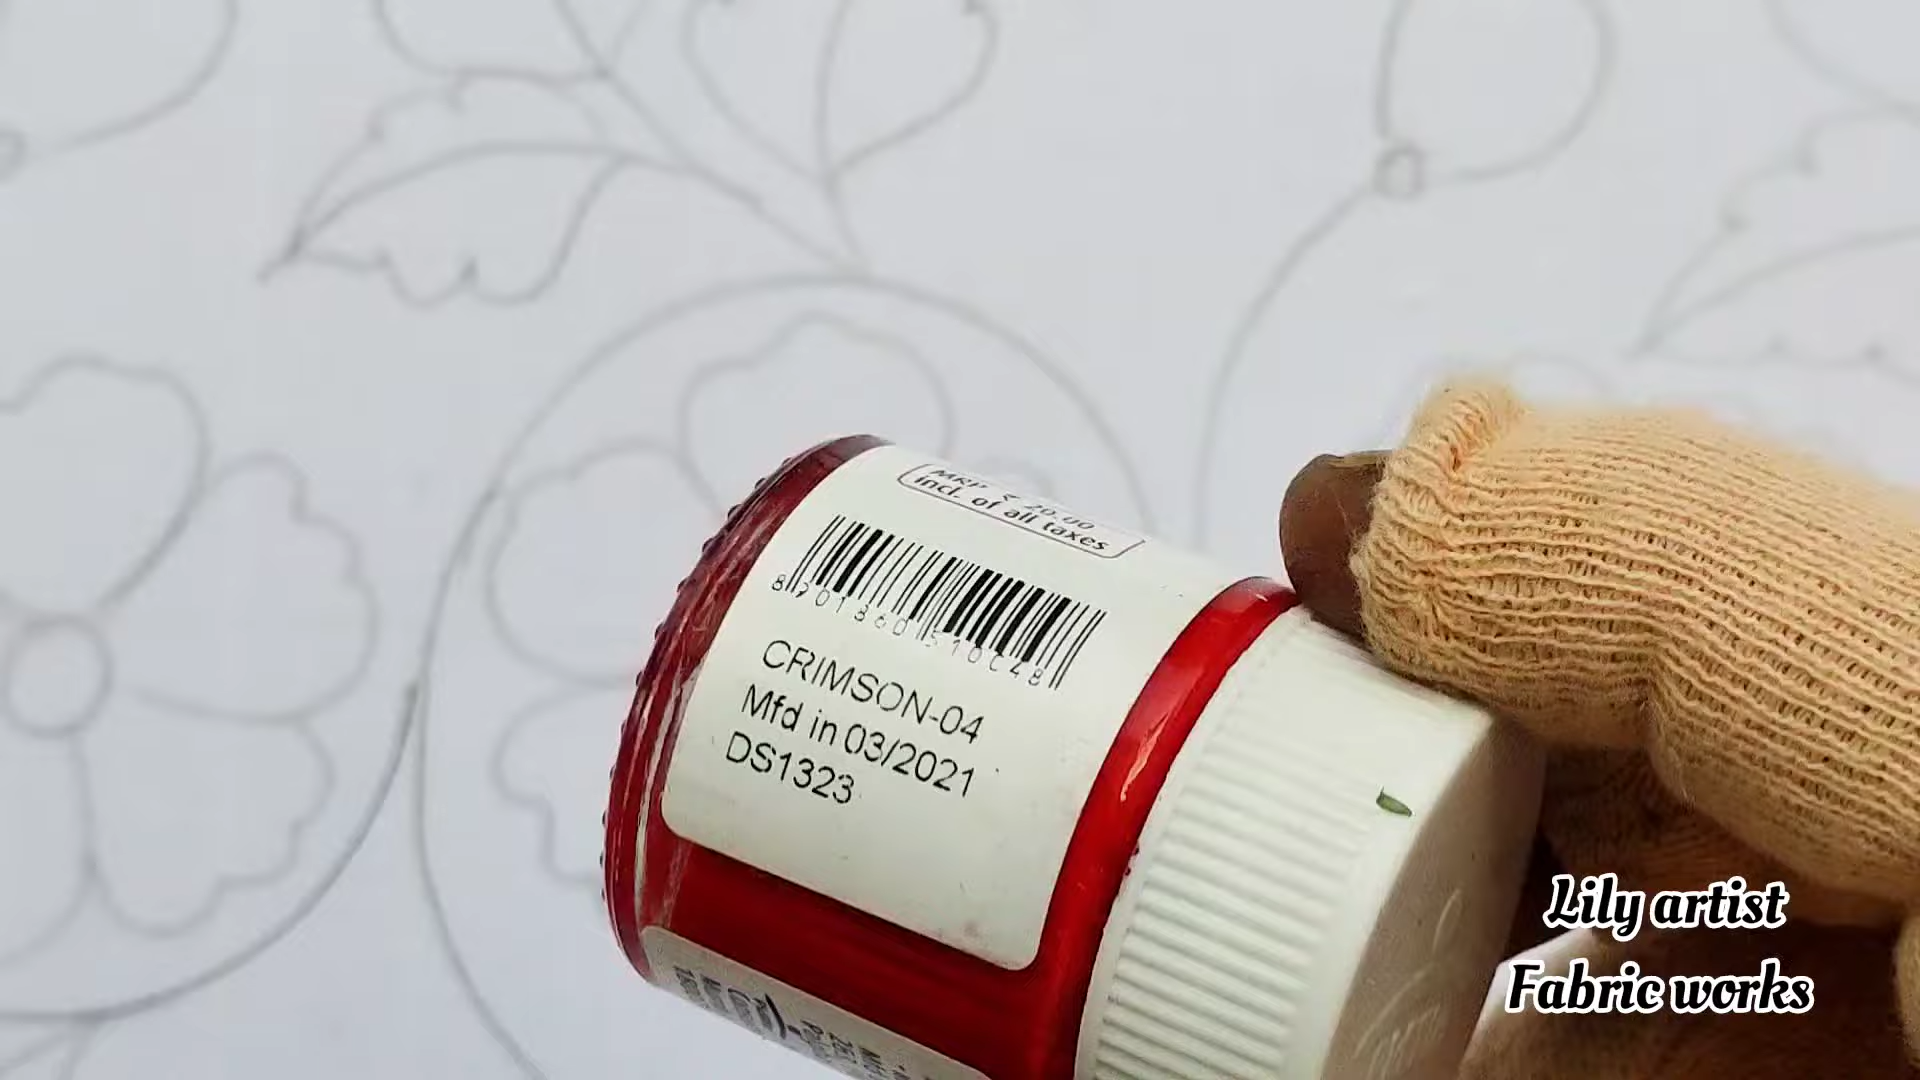 MRP ₹ 20.00
incl. of all taxes
CRIMSON-04
Mfd in 03/2021
DS1323
Lily artist
Fabric works